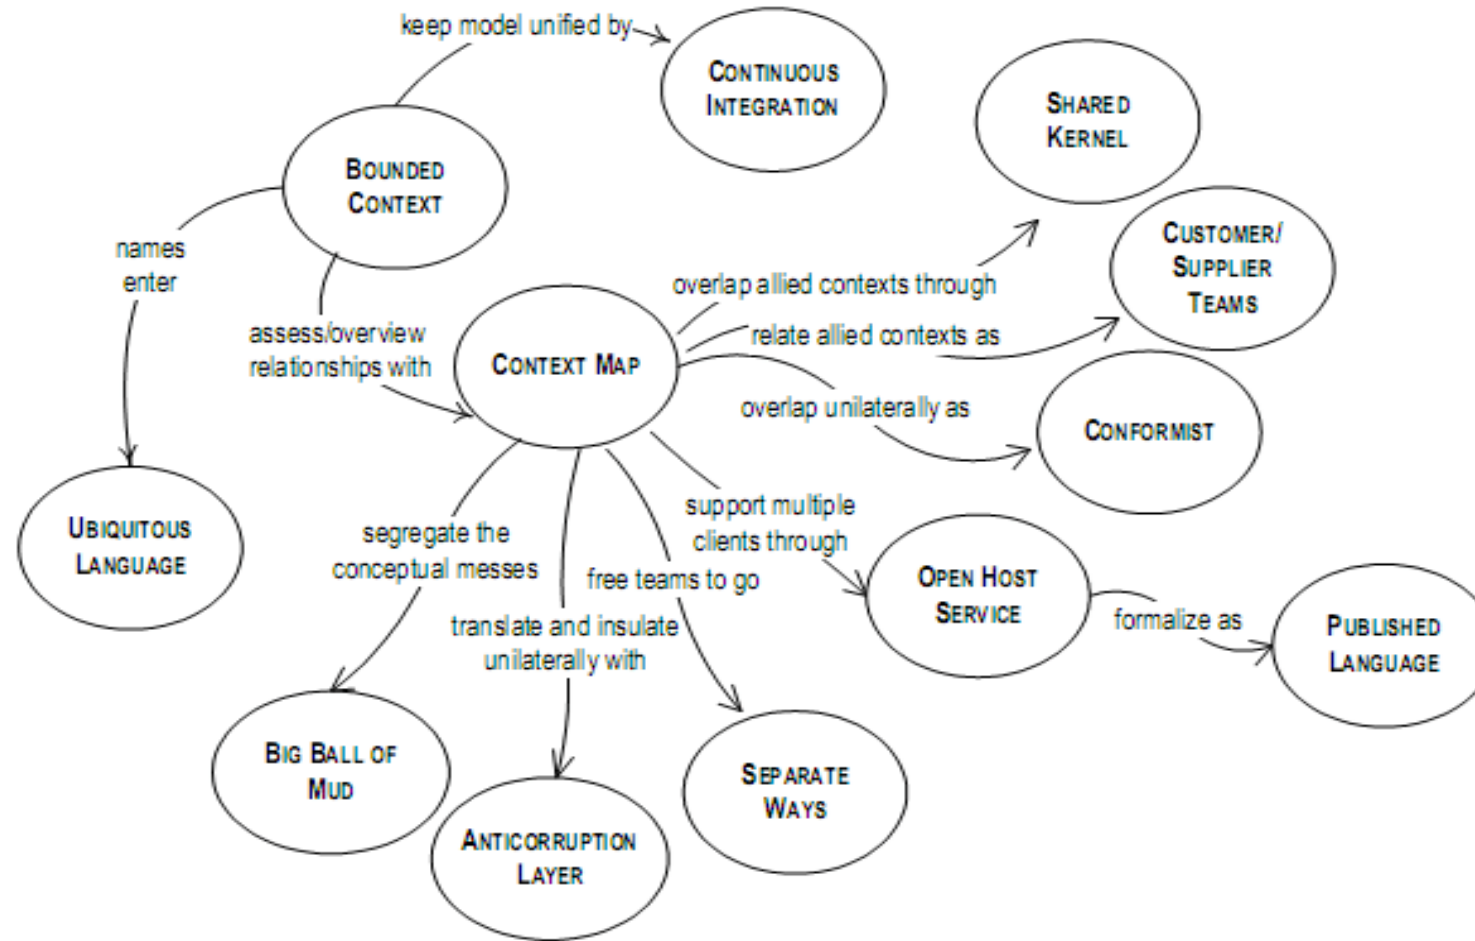 keep model unified by
CONTINUOUS
INTEGRATION
SHARED
KERNEL
BOUNDED
CONTEXT
names
enter
CUSTOMER/
SUPPLIER
TEAMS
overlap allied contexts through
assess/overview
relationships with
relate allied contexts as
CONTEXT MAP
overlap unilaterally as
CONFORMIST
UBIQUITOUS
LANGUAGE
segregate the
conceptual messes
support multiple
clients through
free teams to go
OPEN HOST
SERVICE
formalize as
PUBLISHED
LANGUAGE
translate and insulate
unilaterally with
BIG BALL OF
MUD
SEPARATE
WAYS
ANTICORRUPTION
LAYER